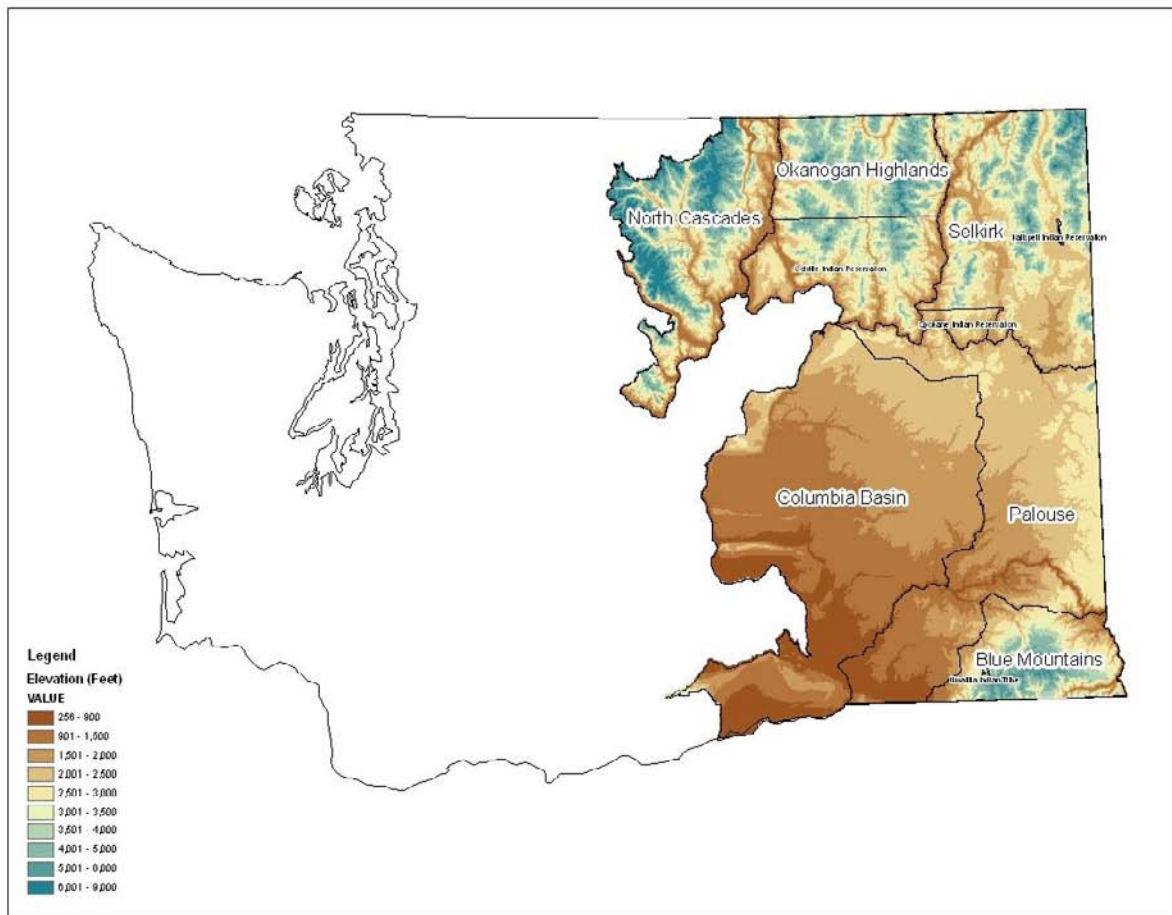 Okanogan Highlands
North Cascades
Selkirk
Kalispell Indian Reservation
Colville Indian Reservation
Spokane Indian Reservation
Columbia Basin
Palouse
Blue Mountains
Umatilla Indian Tribe
Legend
Elevation (Feet)
VALUE
256 - 900
901 - 1,500
1,501 - 2,000
2,001 - 2,500
2,501 - 3,000
3,001 - 3,500
3,501 - 4,000
4,001 - 5,000
5,001 - 6,000
6,001 - 9,000